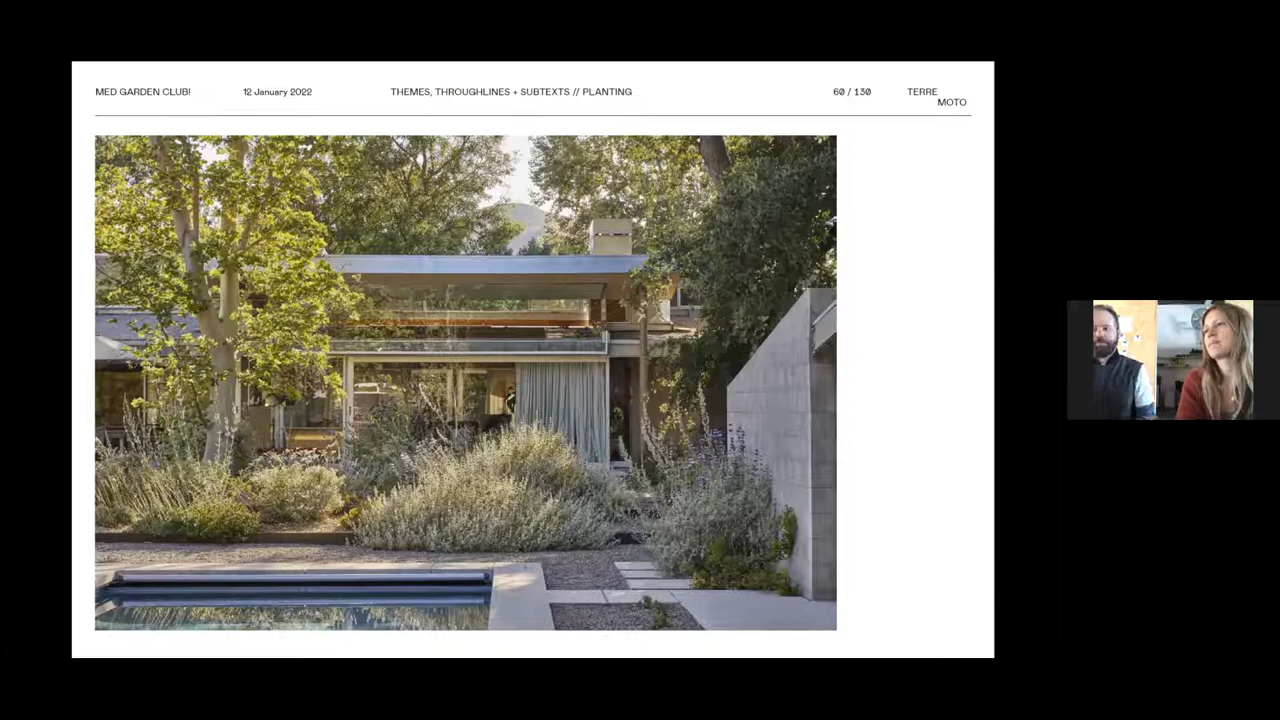 MED GARDEN CLUB! 12 January 2022 THEMES, THROUGHLINES + SUBTEXTS // PLANTING 60 / 130 TERRE
MOTO